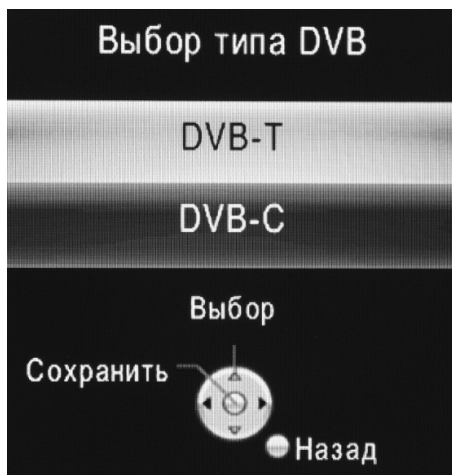 Выбор типа DVB
DVB-T
DVB-C
Выбор
Сохранить
Назад